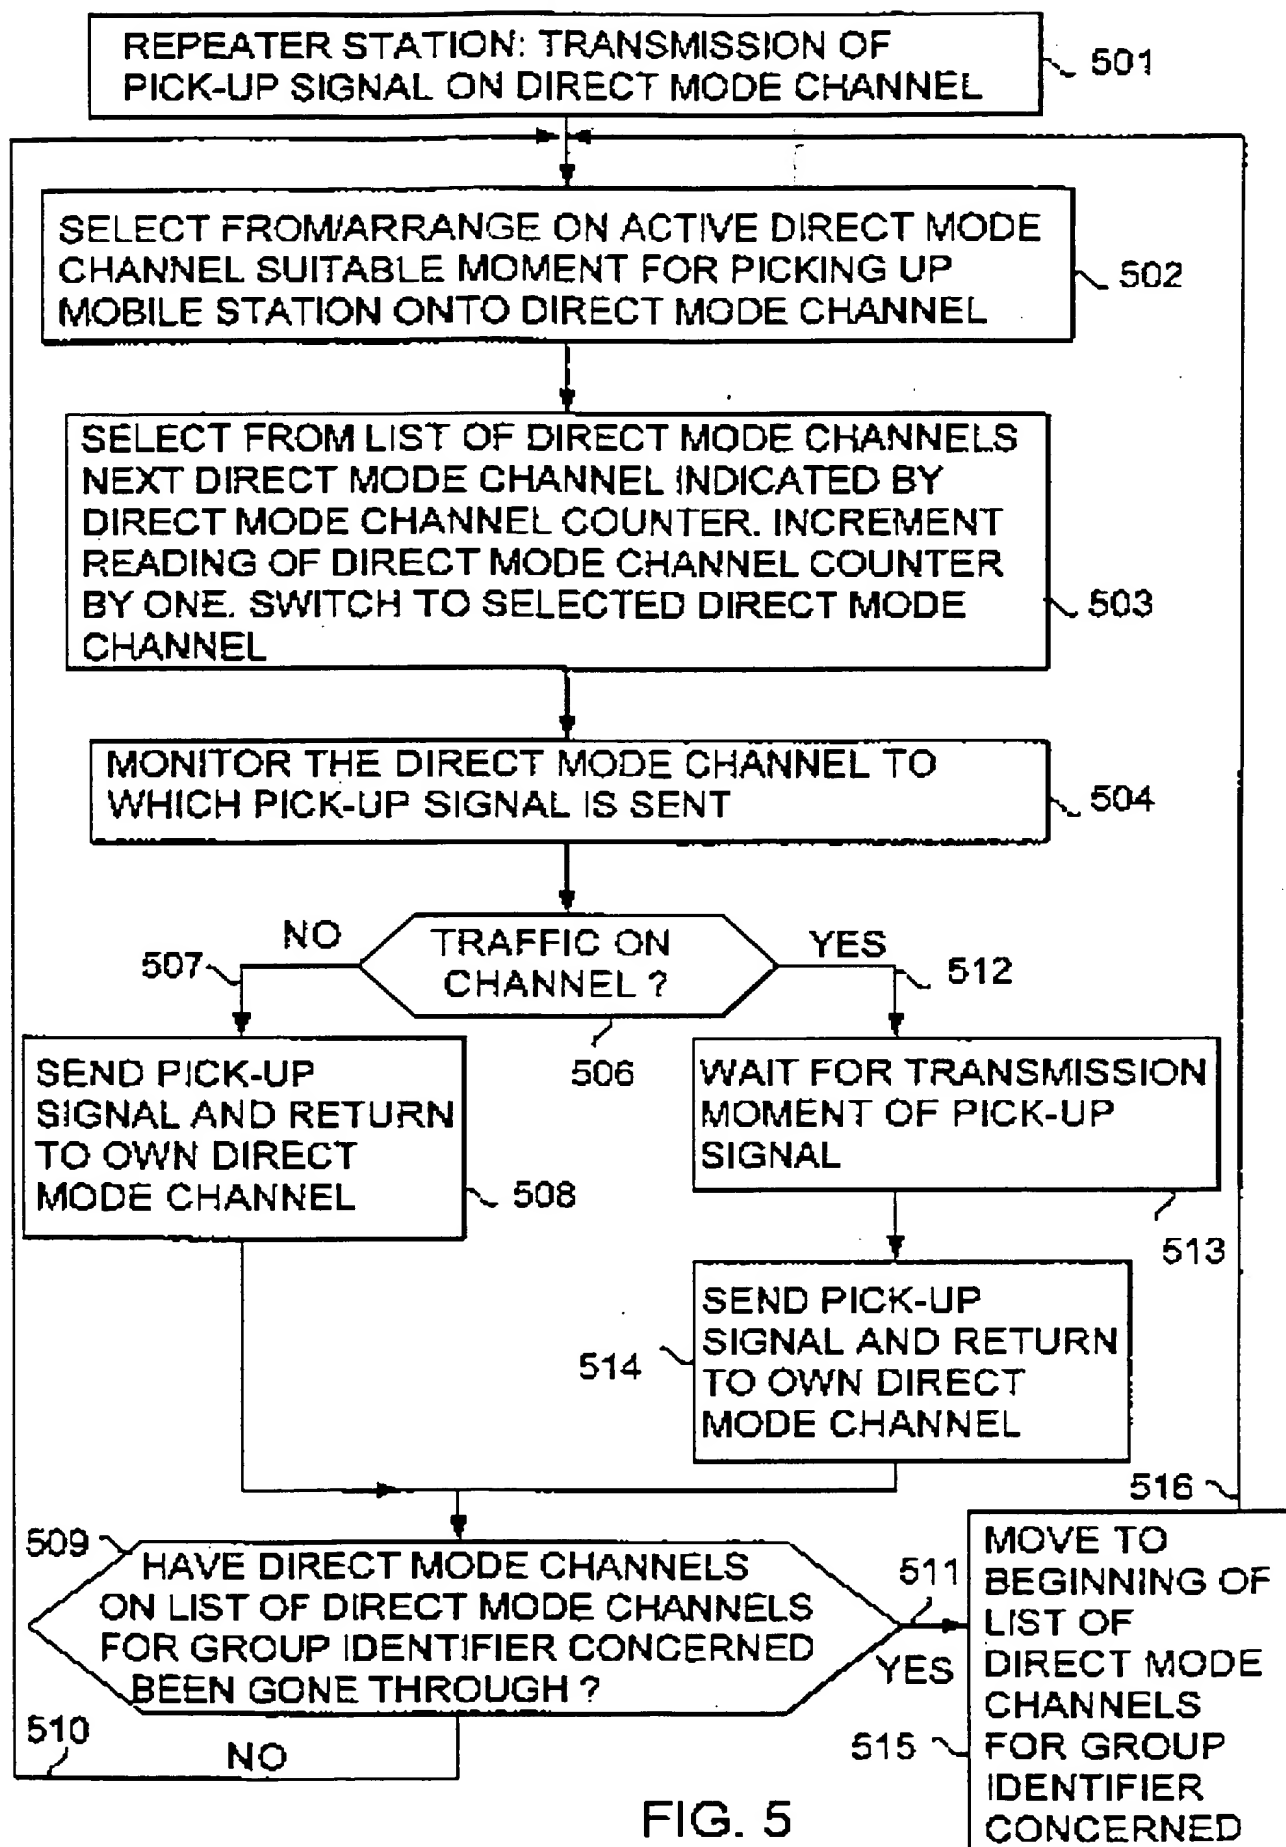 REPEATER STATION: TRANSMISSION OF
PICK-UP SIGNAL ON DIRECT MODE CHANNEL
501
SELECT FROM/ARRANGE ON ACTIVE DIRECT MODE
CHANNEL SUITABLE MOMENT FOR PICKING UP
MOBILE STATION ONTO DIRECT MODE CHANNEL
502
SELECT FROM LIST OF DIRECT MODE CHANNELS
NEXT DIRECT MODE CHANNEL INDICATED BY
DIRECT MODE CHANNEL COUNTER. INCREMENT
READING OF DIRECT MODE CHANNEL COUNTER
BY ONE. SWITCH TO SELECTED DIRECT MODE
CHANNEL
503
MONITOR THE DIRECT MODE CHANNEL TO
WHICH PICK-UP SIGNAL IS SENT
504
NO
507
TRAFFIC ON
CHANNEL ?
506
YES
512
SEND PICK-UP
SIGNAL AND RETURN
TO OWN DIRECT
MODE CHANNEL
508
WAIT FOR TRANSMISSION
MOMENT OF PICK-UP
SIGNAL
513
SEND PICK-UP
SIGNAL AND RETURN
TO OWN DIRECT
MODE CHANNEL
514
516
509
HAVE DIRECT MODE CHANNELS
ON LIST OF DIRECT MODE CHANNELS
FOR GROUP IDENTIFIER CONCERNED
BEEN GONE THROUGH ?
511
YES
510
NO
MOVE TO
BEGINNING OF
LIST OF
DIRECT MODE
CHANNELS
FOR GROUP
IDENTIFIER
CONCERNED
515
FIG. 5